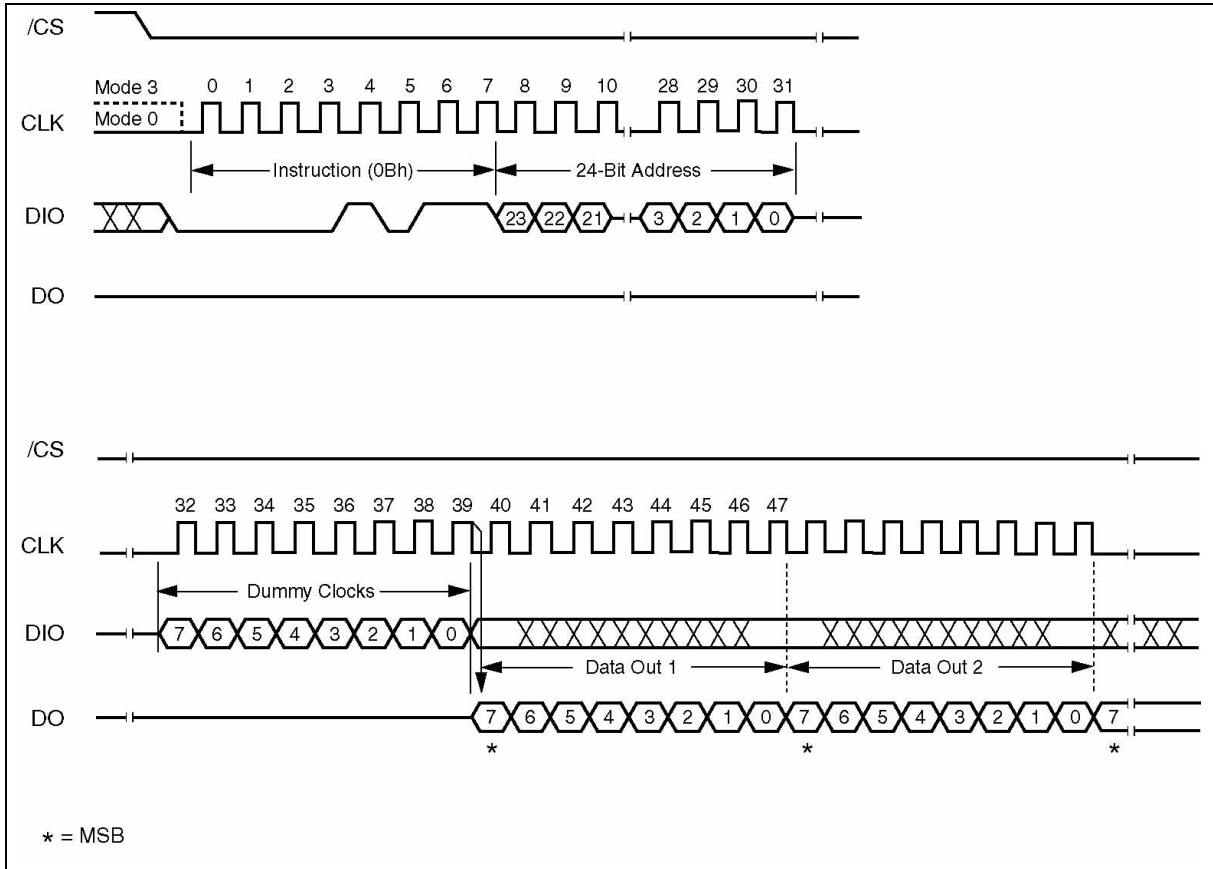 /CS
0 1 2 3 4 5 6 7 8 9 10 28 29 30 31
Mode 3
CLK
Mode 0
Instruction (0Bh) 24-Bit Address
DIO 23 22 21 3 2 1 0
DO
/CS
32 33 34 35 36 37 38 39 40 41 42 43 44 45 46 47
CLK
Dummy Clocks
DIO 7 6 5 4 3 2 1 0
Data Out 1 Data Out 2
DO 7 6 5 4 3 2 1 0 7 6 5 4 3 2 1 0 7
* * *
* = MSB